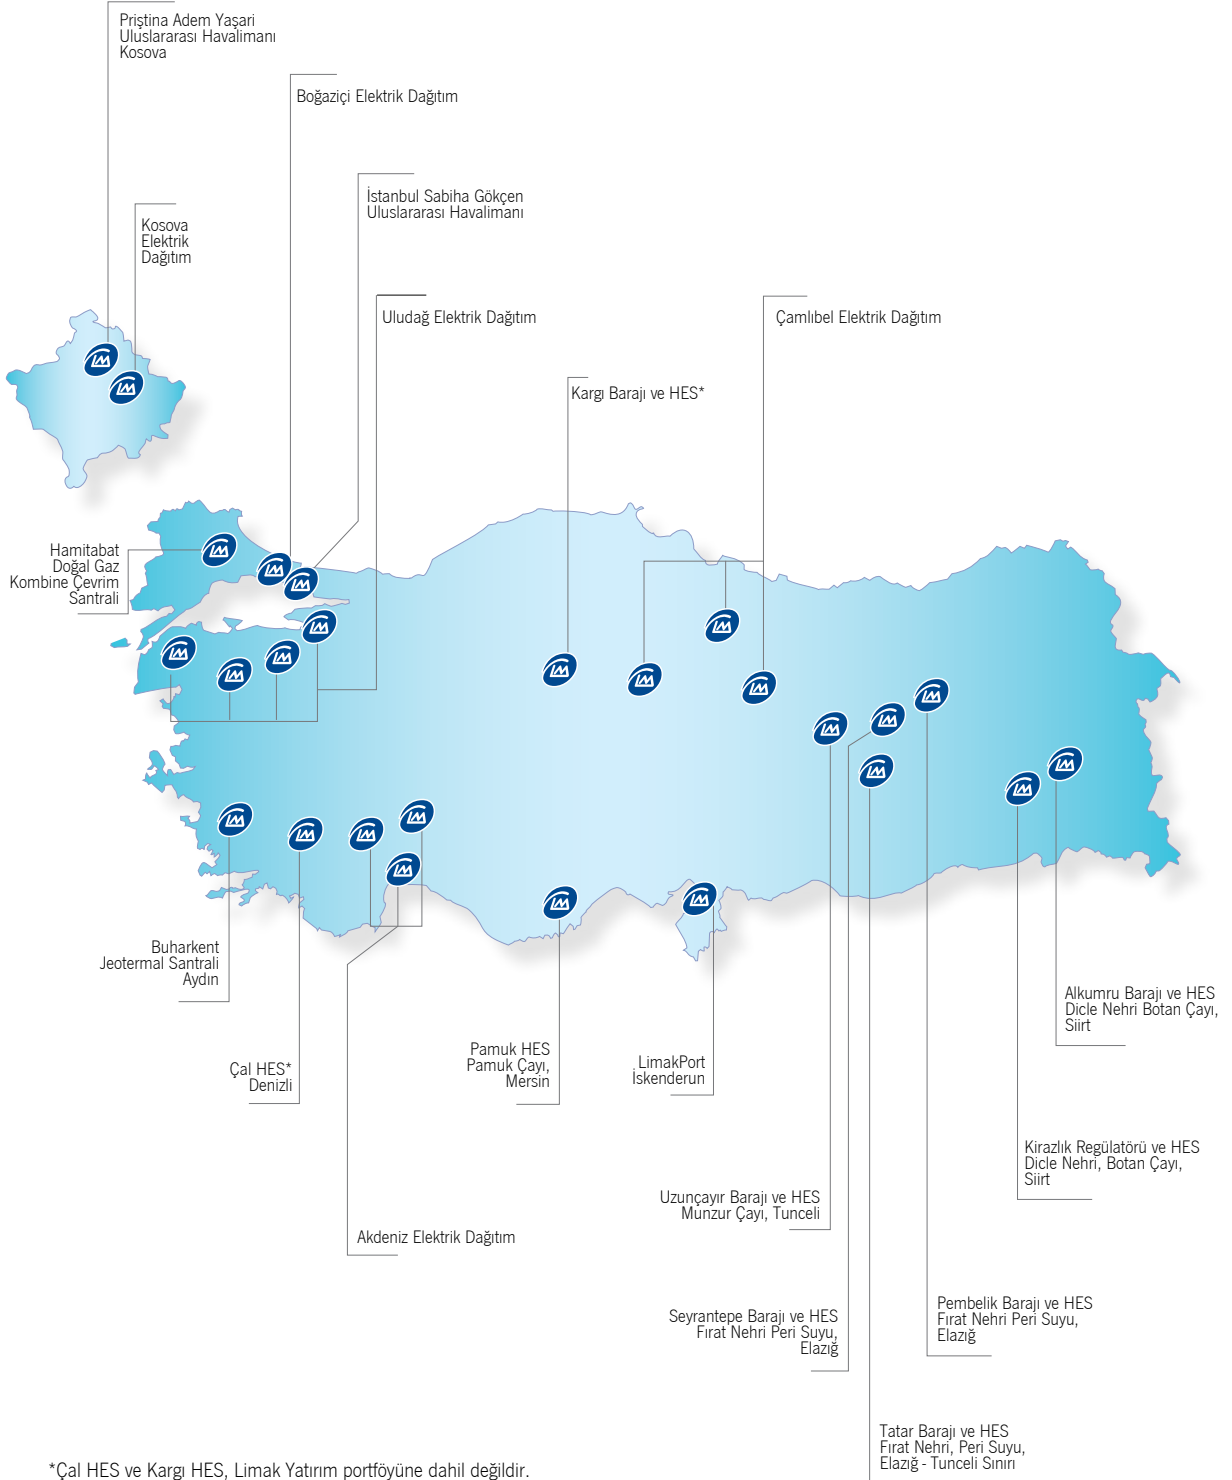 Priştina Adem Yaşari
Uluslararası Havalimanı
Kosova
Boğaziçi Elektrik Dağıtım
İstanbul Sabiha Gökçen
Uluslararası Havalimanı
Kosova
Elektrik
Dağıtım
Uludağ Elektrik Dağıtım
Çamlıbel Elektrik Dağıtım
Kargı Barajı ve HES*
Hamitabat
Doğal Gaz
Kombine Çevrim
Santrali
Buharkent
Jeotermal Santrali
Aydın
Çal HES*
Denizli
Pamuk HES
Pamuk Çayı,
Mersin
LimakPort
İskenderun
Alkumru Barajı ve HES
Dicle Nehri Botan Çayı,
Siirt
Kirazlık Regülatörü ve HES
Dicle Nehri, Botan Çayı,
Siirt
Uzunçayır Barajı ve HES
Munzur Çayı, Tunceli
Akdeniz Elektrik Dağıtım
Seyrantepe Barajı ve HES
Fırat Nehri Peri Suyu,
Elazığ
Pembelik Barajı ve HES
Fırat Nehri Peri Suyu,
Elazığ
Tatar Barajı ve HES
Fırat Nehri, Peri Suyu,
Elazığ - Tunceli Sınırı
*Çal HES ve Kargı HES, Limak Yatırım portföyüne dahil değildir.